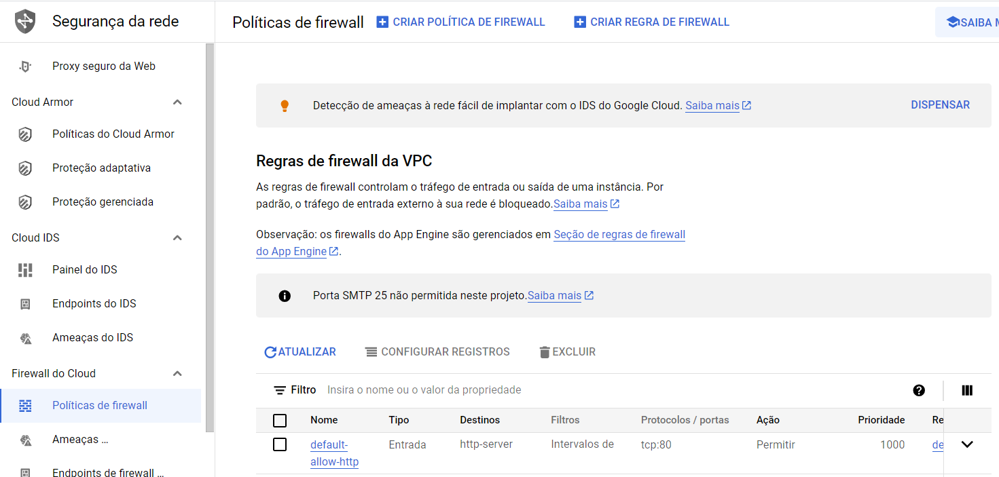 Segurança da rede
Políticas de firewall
CRIAR POLÍTICA DE FIREWALL
CRIAR REGRA DE FIREWALL
SAIBA
Proxy seguro da Web
Cloud Armor
Políticas do Cloud Armor
Proteção adaptativa
Proteção gerenciada
Cloud IDS
Painel do IDS
Endpoints do IDS
Ameaças do IDS
Firewall do Cloud
Políticas de firewall
Ameaças ...
Endpoints de firewall ...
Detecção de ameaças à rede fácil de implantar com o IDS do Google Cloud. Saiba mais
DISPENSAR
Regras de firewall da VPC
As regras de firewall controlam o tráfego de entrada ou saída de uma instância. Por
padrão, o tráfego de entrada externo à sua rede é bloqueado.Saiba mais
Observação: os firewalls do App Engine são gerenciados em Seção de regras de firewall
do App Engine.
Porta SMTP 25 não permitida neste projeto.Saiba mais
ATUALIZAR CONFIGURAR REGISTROS EXCLUIR
Filtro Insira o nome ou o valor da propriedade
Nome Tipo Destinos Filtros Protocolos / portas Ação Prioridade Re
default- Entrada http-server Intervalos de tcp:80 Permitir 1000 de
allow-http